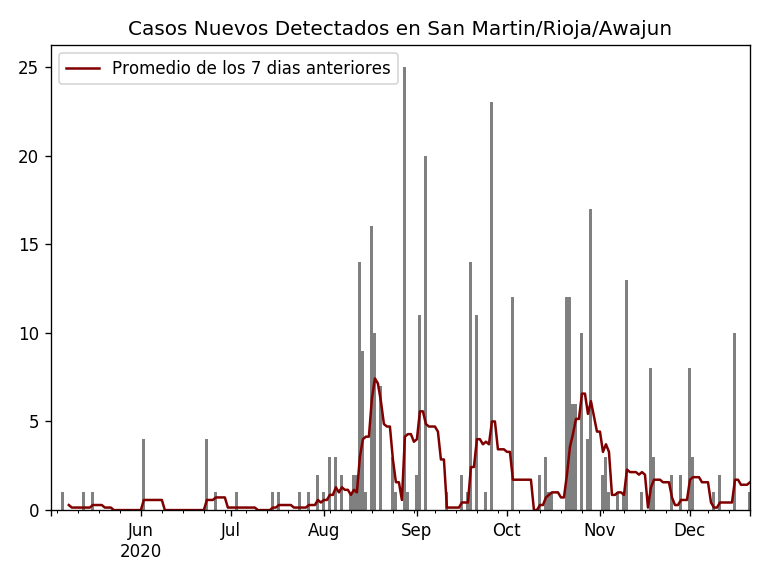 Casos Nuevos Detectados en San Martin/Rioja/Awajun
Promedio de los 7 dias anteriores
25
20
15
10
5
0
Jun Jul Aug Sep Oct Nov Dec
2020